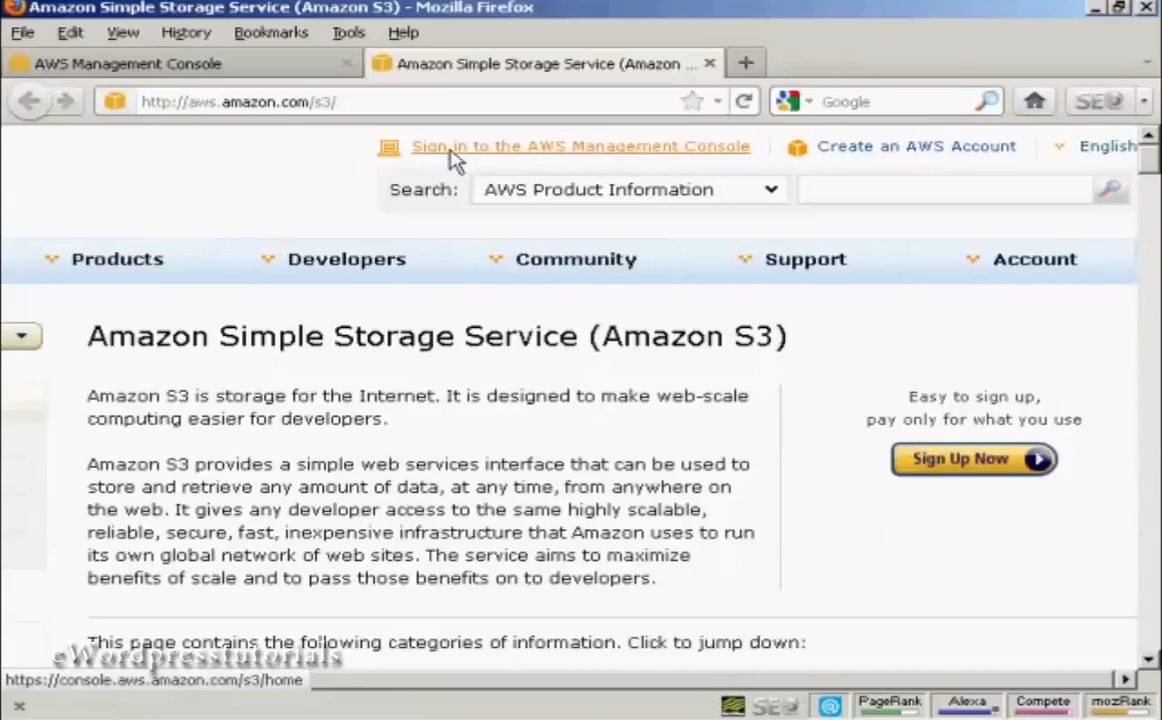 Amazon Simple Storage Service (Amazon S3) - Mozilla Firefox
File Edit View History Bookmarks Tools Help
AWS Management Console
Amazon Simple Storage Service (Amazon ...
http://aws.amazon.com/s3/
Google
SE
Sign in to the AWS Management Console
Create an AWS Account
English
Search: AWS Product Information
Products Developers Community Support Account
Amazon Simple Storage Service (Amazon S3)
Amazon S3 is storage for the Internet. It is designed to make web-scale
computing easier for developers.
Amazon S3 provides a simple web services interface that can be used to
store and retrieve any amount of data, at any time, from anywhere on
the web. It gives any developer access to the same highly scalable,
reliable, secure, fast, inexpensive infrastructure that Amazon uses to run
its own global network of web sites. The service aims to maximize
benefits of scale and to pass those benefits on to developers.
Easy to sign up,
pay only for what you use
Sign Up Now
This page contains the following categories of information. Click to jump down:
eWordpresstutorials
https://console.aws.amazon.com/s3/home
SE PageRank Alexa Compete mozRank